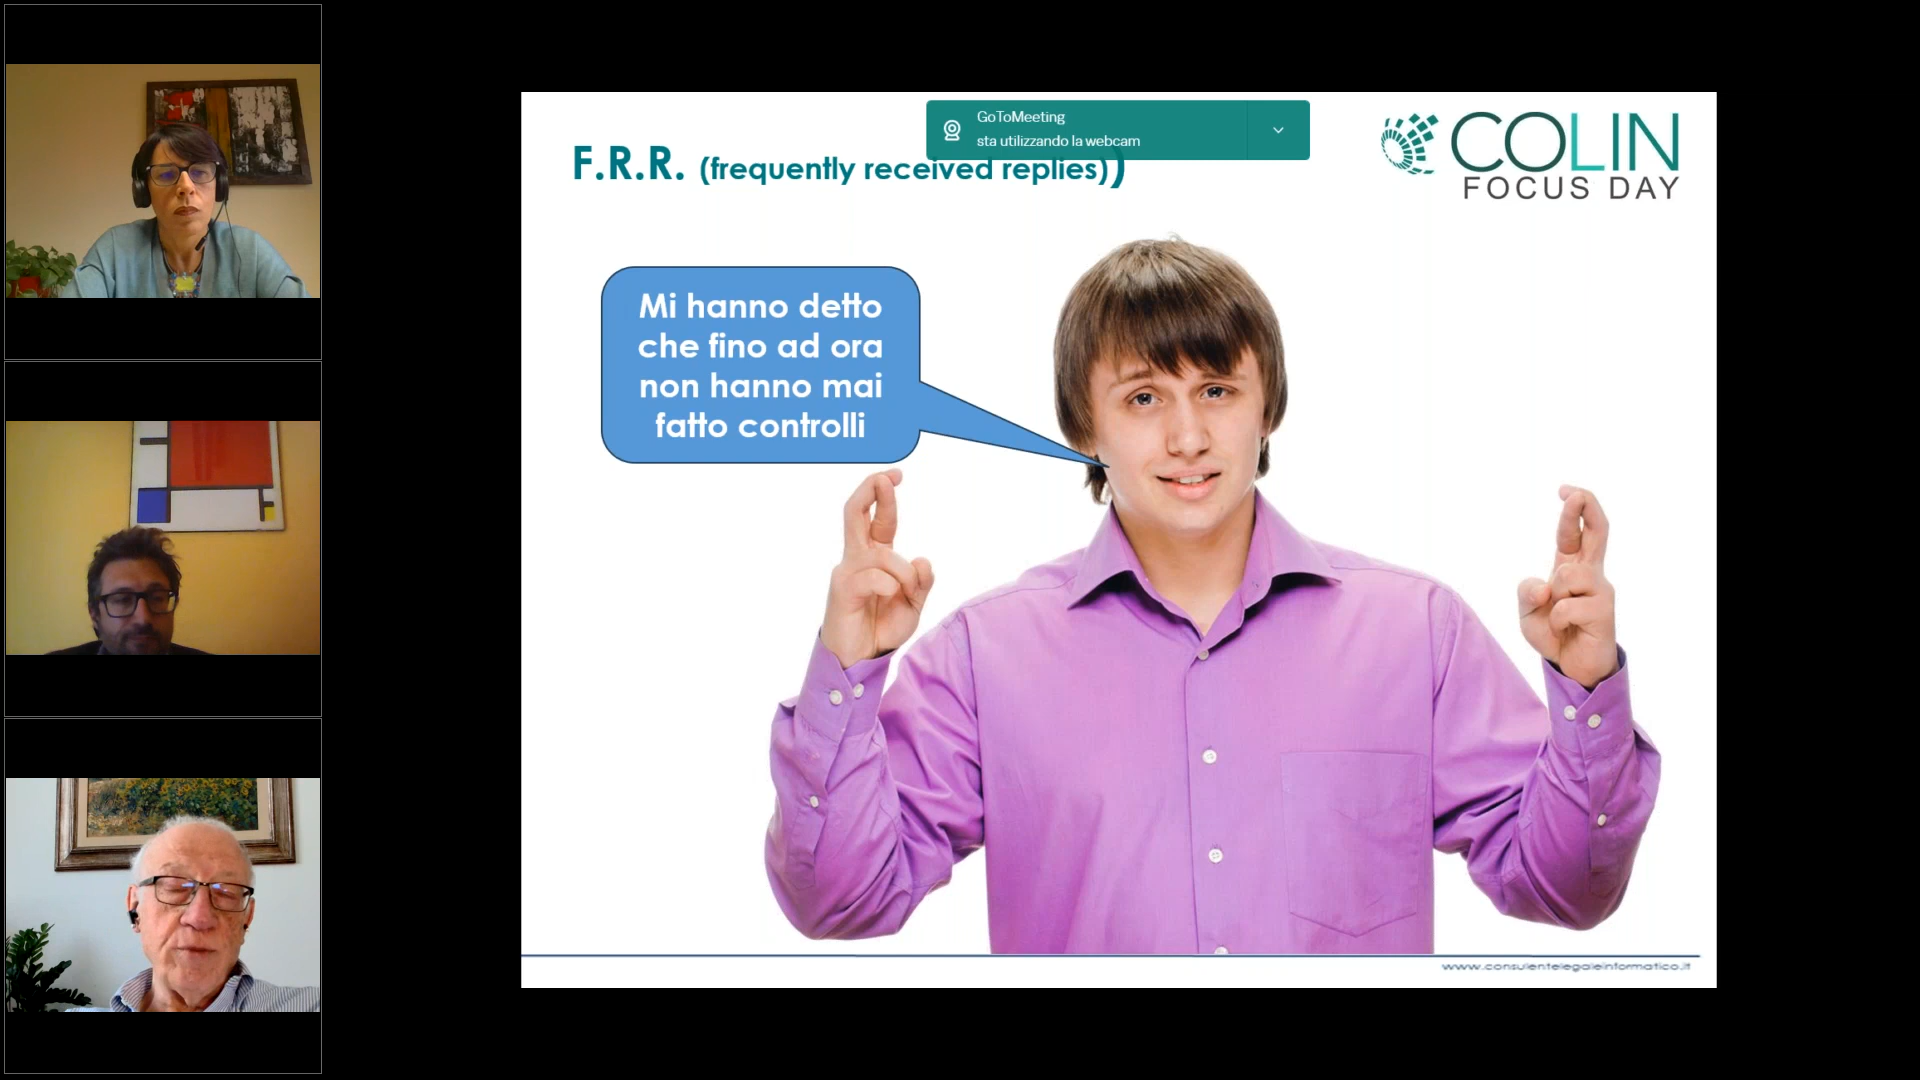 GoToMeeting
sta utilizzando la webcam
F.R.R. (frequently received replies))
COLIN
FOCUS DAY
Mi hanno detto
che fino ad ora
non hanno mai
fatto controlli
www.consulentelegaleinformatico.it